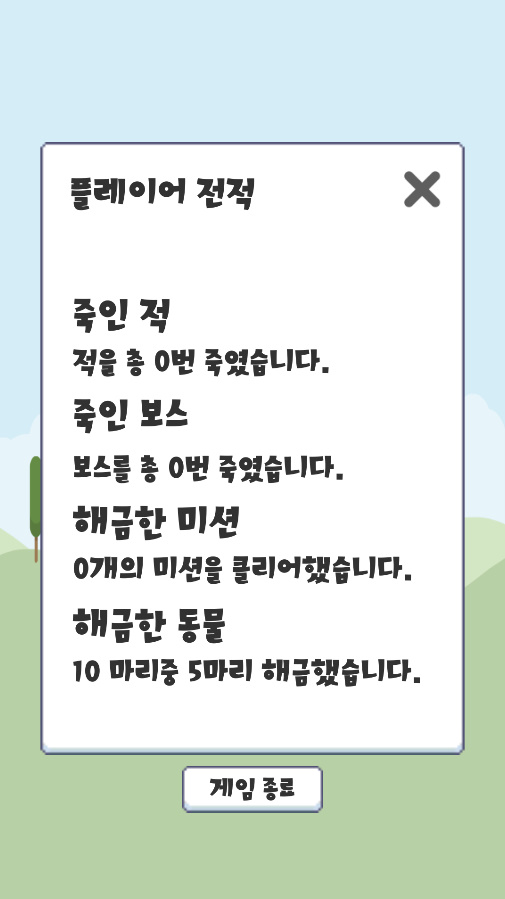 플레이어 전적
죽인 적
적을 총 0번 죽였습니다.
죽인 보스
보스를 총 0번 죽였습니다.
해금한 미션
0개의 미션을 클리어했습니다.
해금한 동물
10 마리중 5마리 해금했습니다.
게임 종료